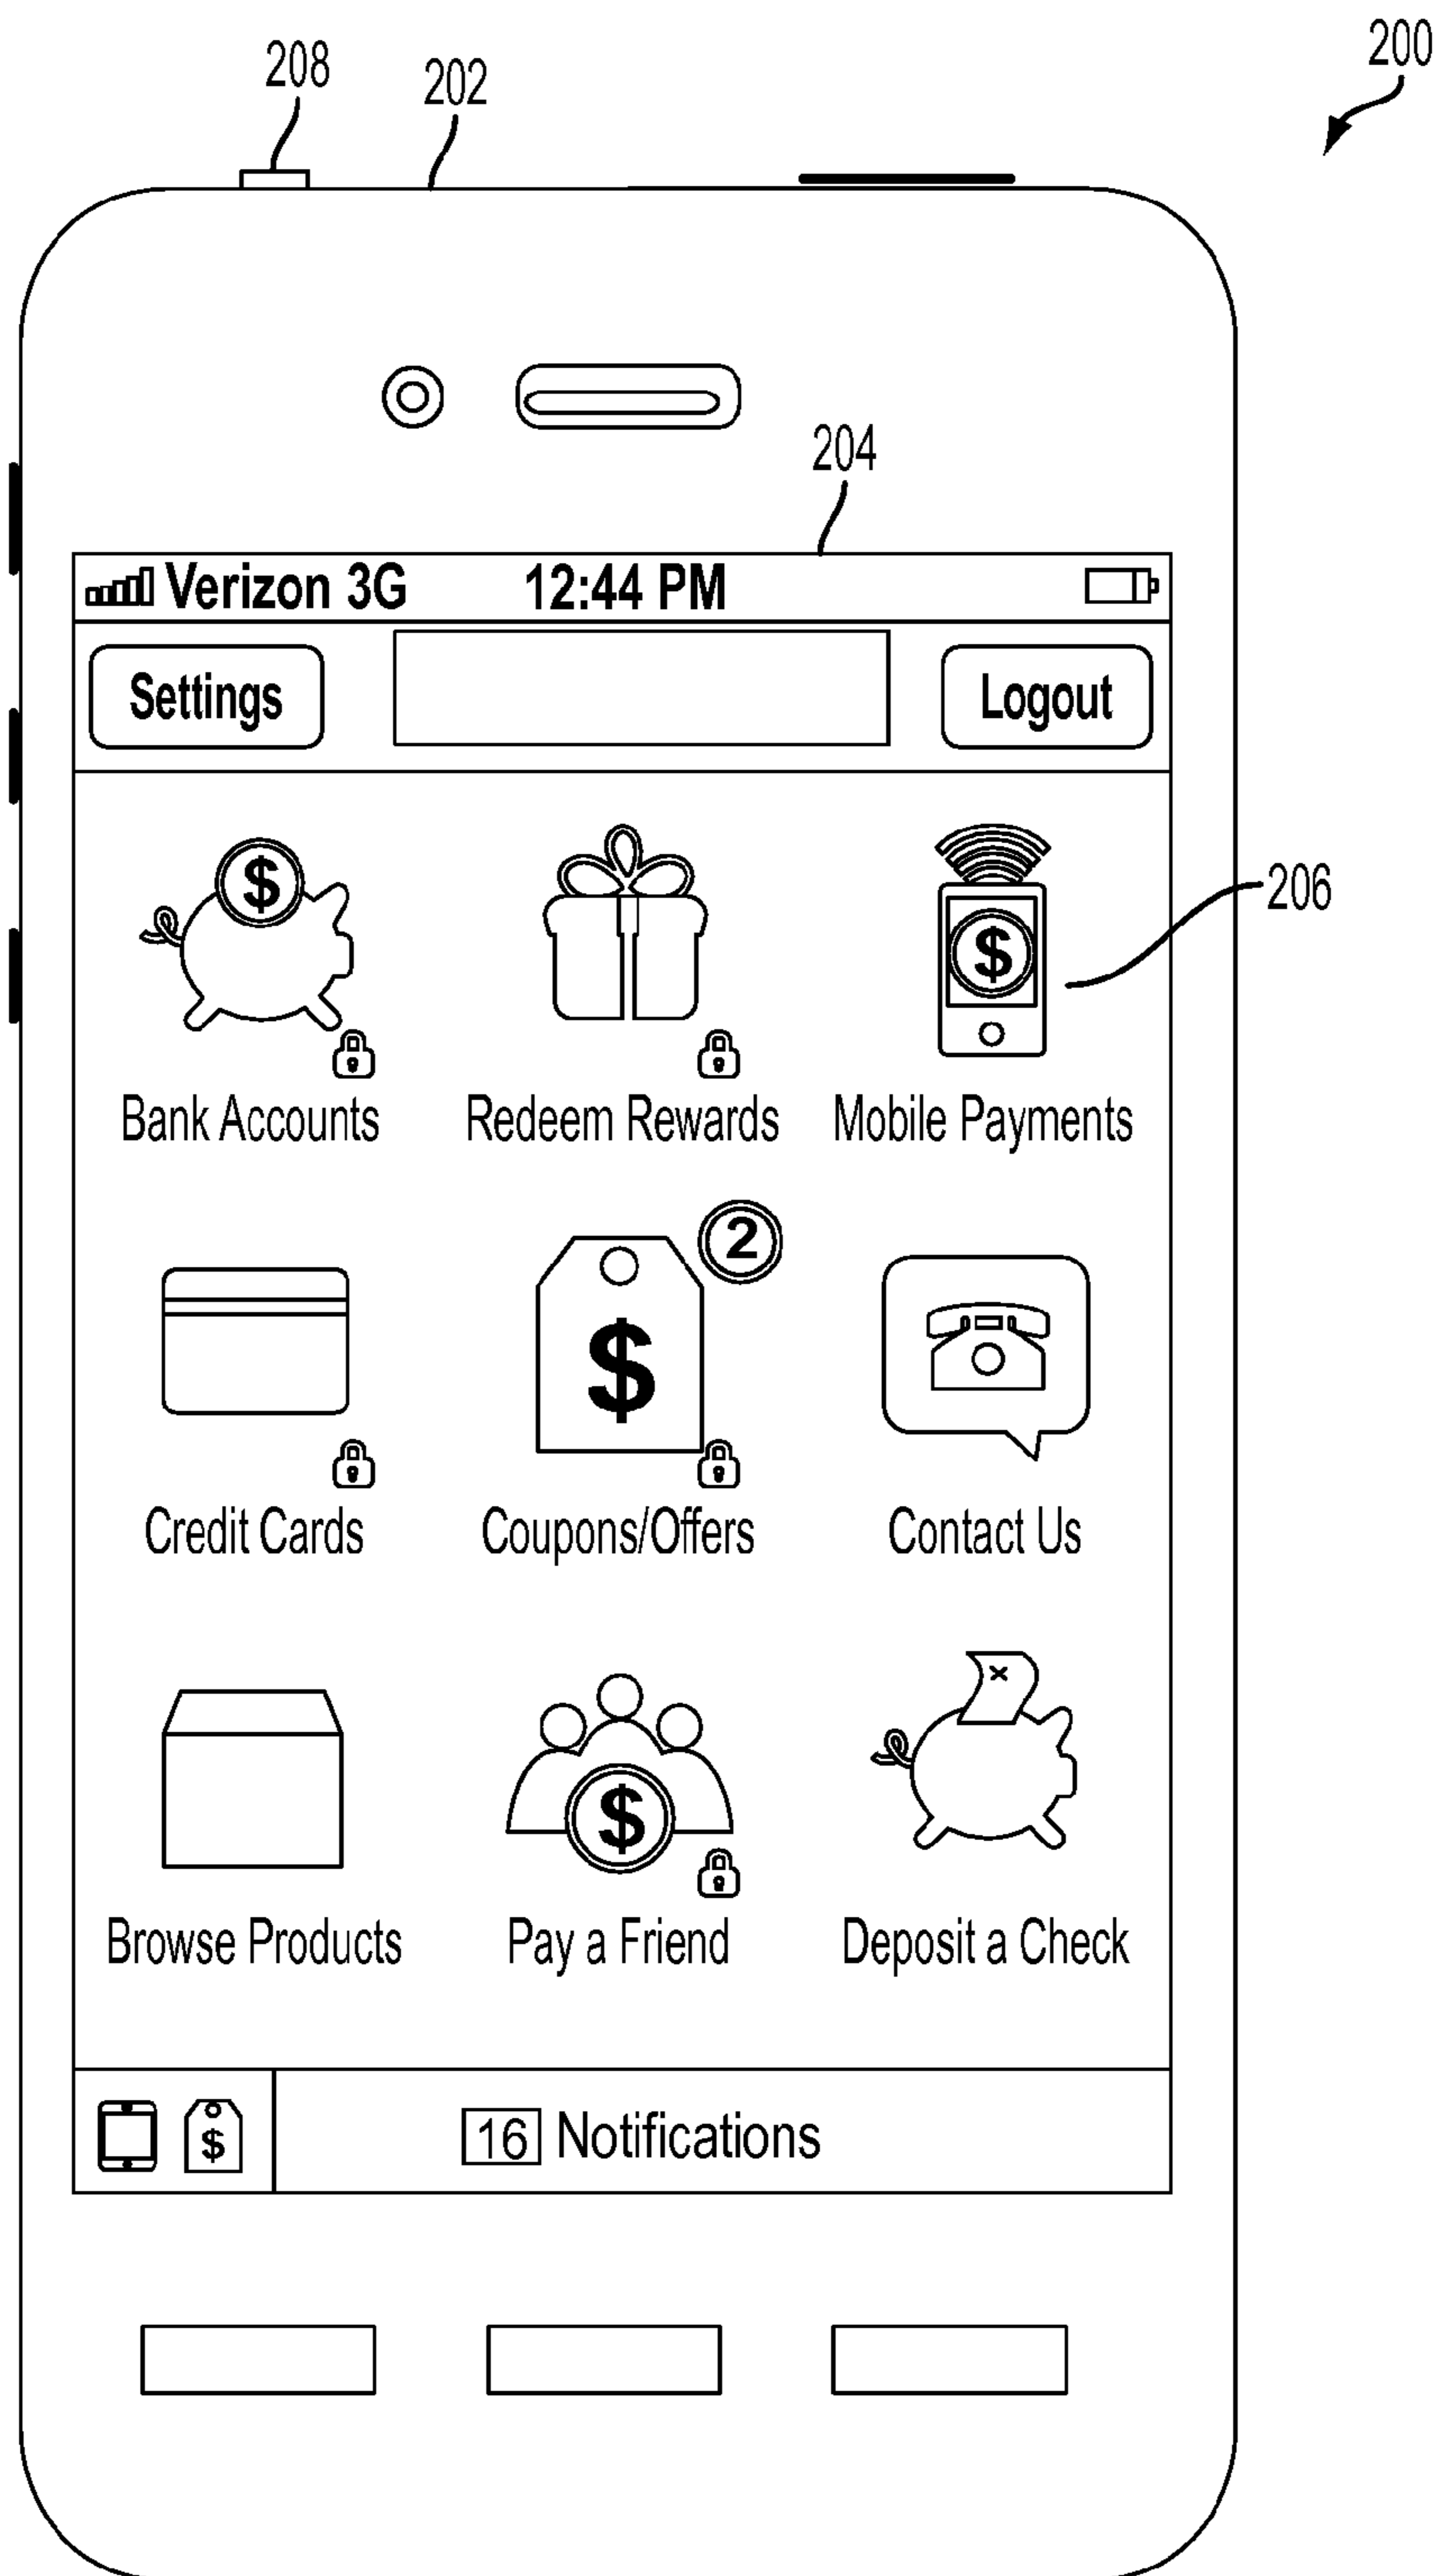 200
208
202
204
Verizon 3G 12:44 PM
Settings Logout
$ $
206
Bank Accounts Redeem Rewards Mobile Payments
2
$
Credit Cards Coupons/Offers Contact Us
x
$
Browse Products Pay a Friend Deposit a Check
$ 16 Notifications